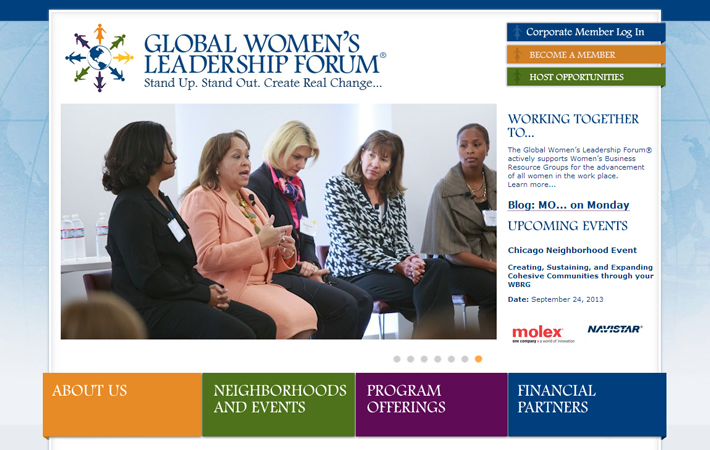 GLOBAL WOMEN'S
LEADERSHIP FORUM®
Stand Up. Stand Out. Create Real Change...
Corporate Member Log In
BECOME A MEMBER
HOST OPPORTUNITIES
WORKING TOGETHER
TO...
The Global Women's Leadership Forum®
actively supports Women's Business
Resource Groups for the advancement
of all women in the work place.
Learn more...
Blog: MO... on Monday
UPCOMING EVENTS
Chicago Neighborhood Event
Creating, Sustaining, and Expanding
Cohesive Communities through your
WBRG
Date: September 24, 2013
molex
one company › a world of innovation
NAVISTAR®
ABOUT US
NEIGHBORHOODS
AND EVENTS
PROGRAM
OFFERINGS
FINANCIAL
PARTNERS